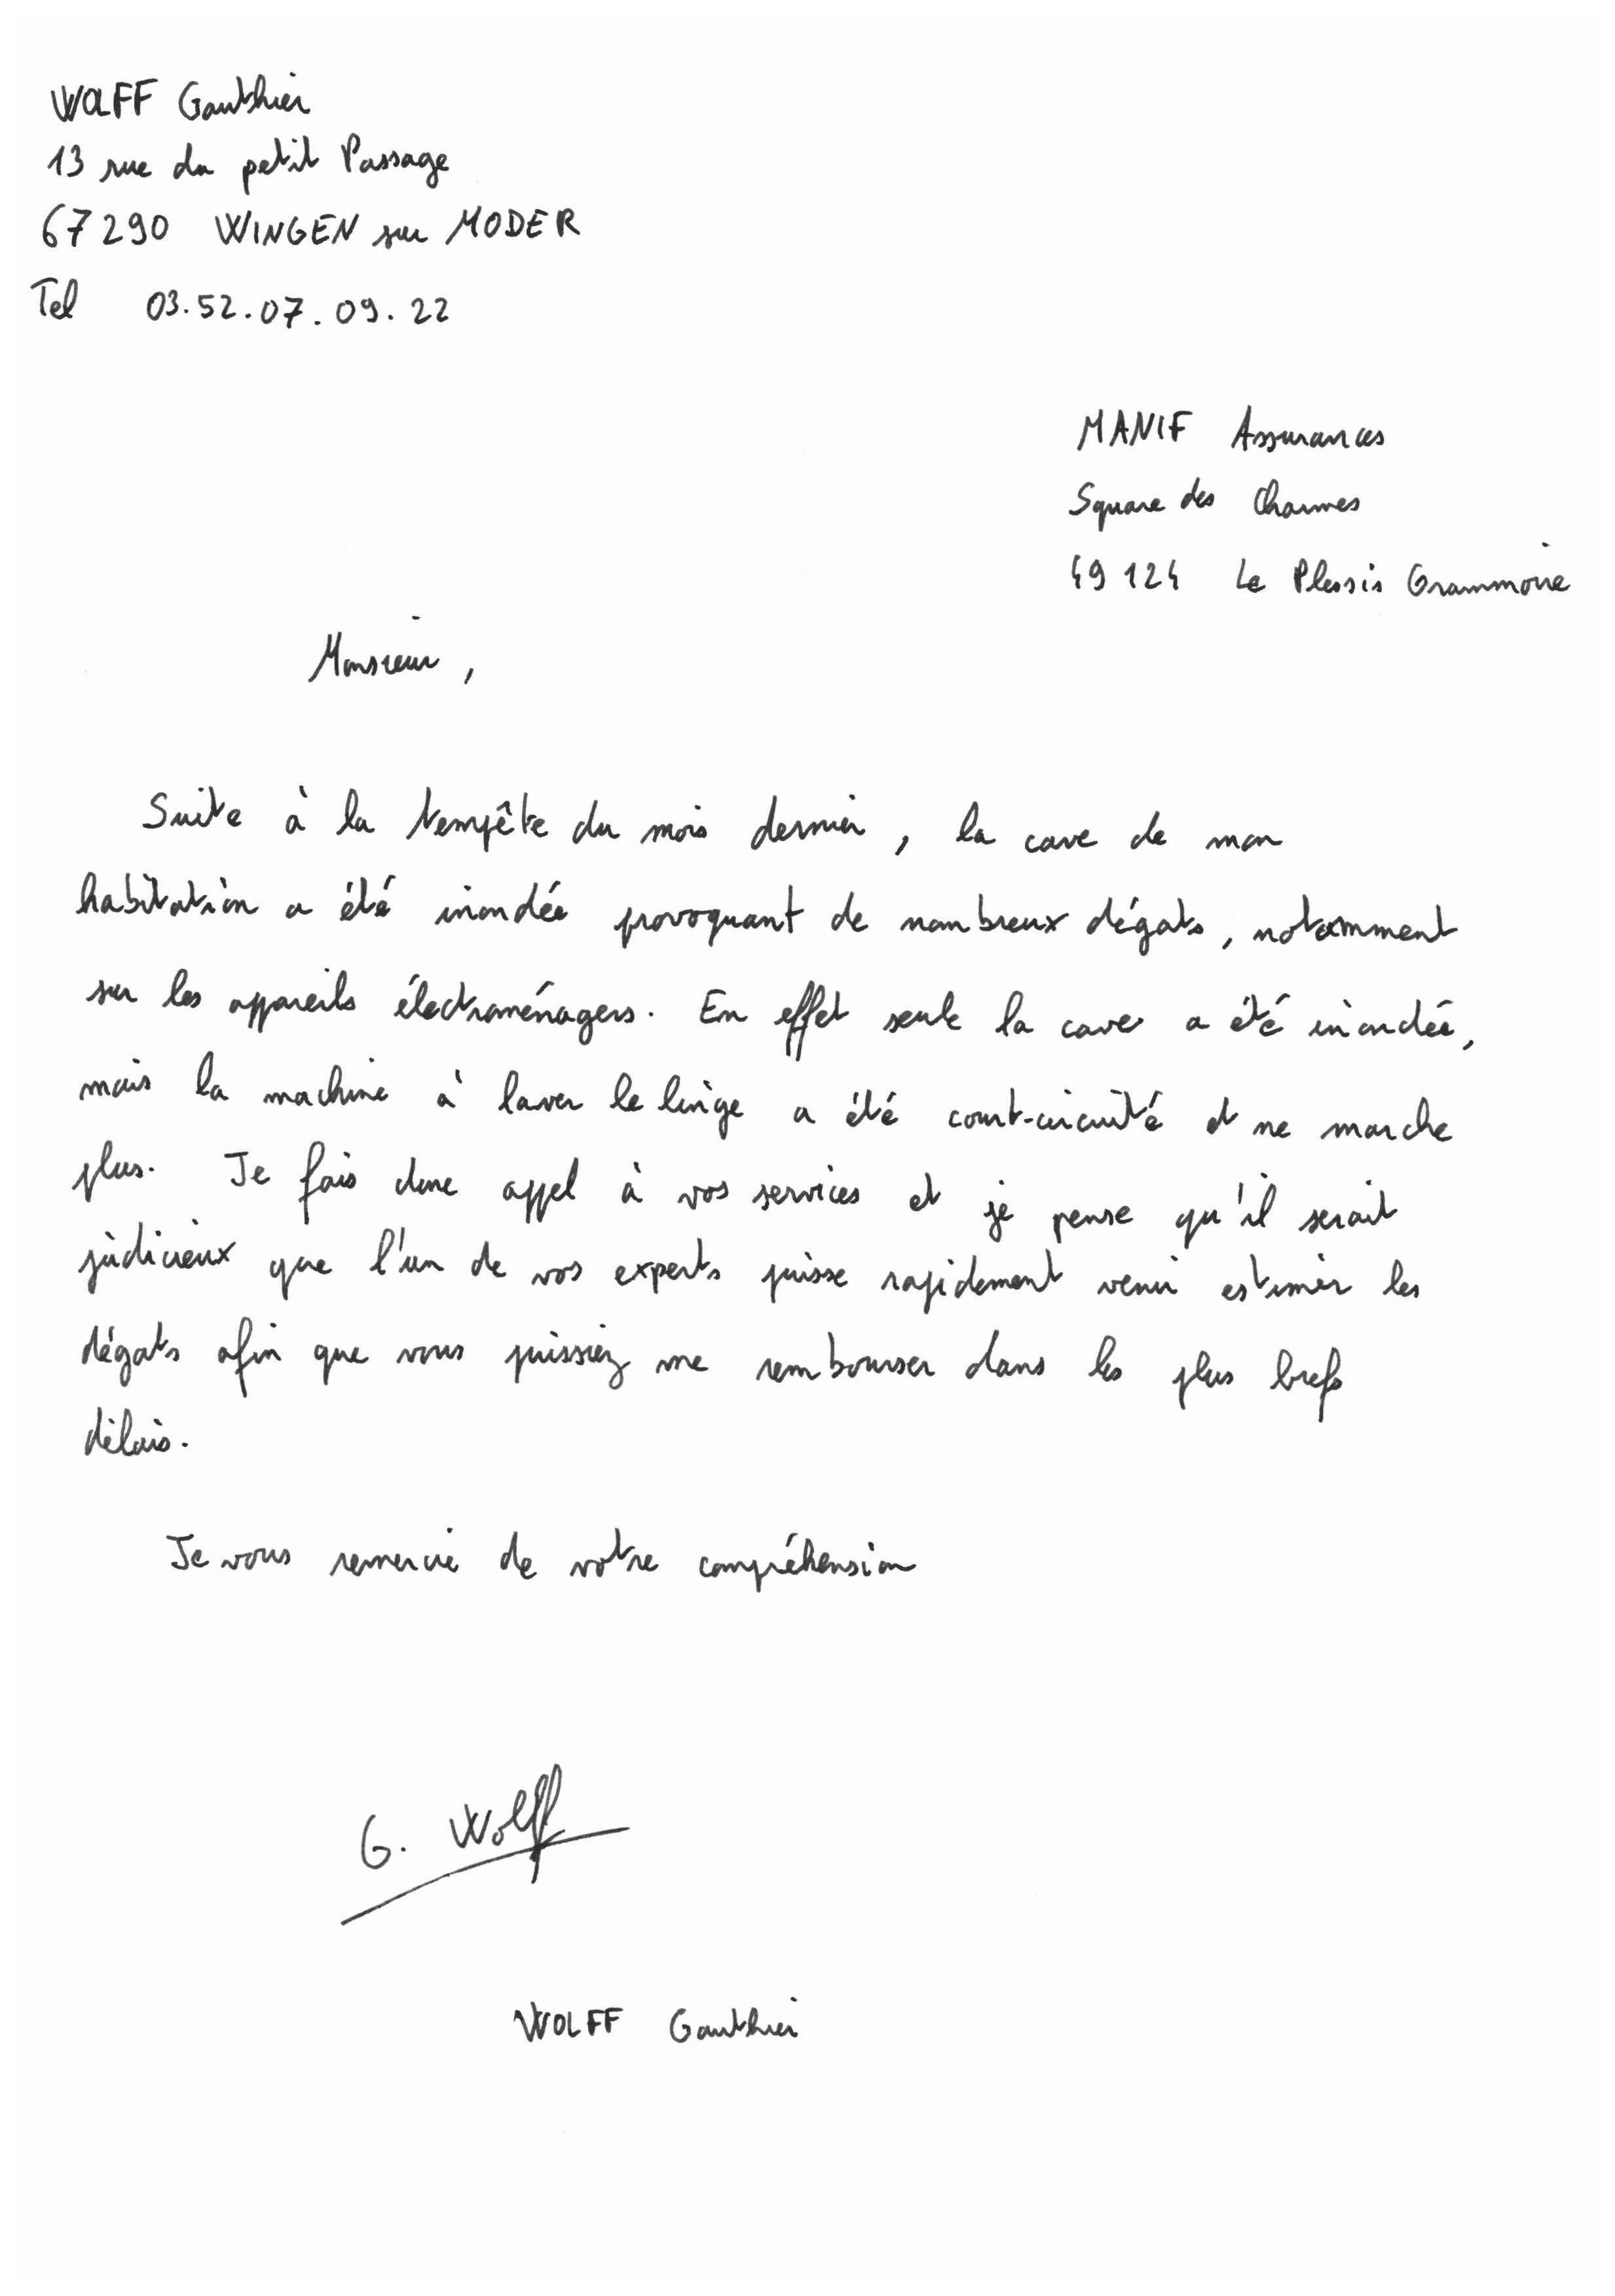 WOLFF Gauthier
13 rue du petit Passage
67290 WINGEN sur MODER
Tel 03.52.07.09.22
MANIF Assurances
Square des Charmes
49124 Le Plessis Grammoire
Monsieur,
Suite à la tempête du mois dernier, la cave de mon
habitation a été inondée provoquant de nombreux dégats, notamment
sur les appareils électroménagers. En effet seule la cave a été inondée,
mais la machine à laver le linge a été court-circuité et ne marche
plus. Je fais donc appel à vos services et je pense qu'il serait
judicieux que l'un de vos experts puisse rapidement venir estimer les
dégats afin que vous puissiez me rembourser dans les plus brefs
délais.
Je vous remercie de votre compréhension
G. Wolff
WOLFF Gauthier